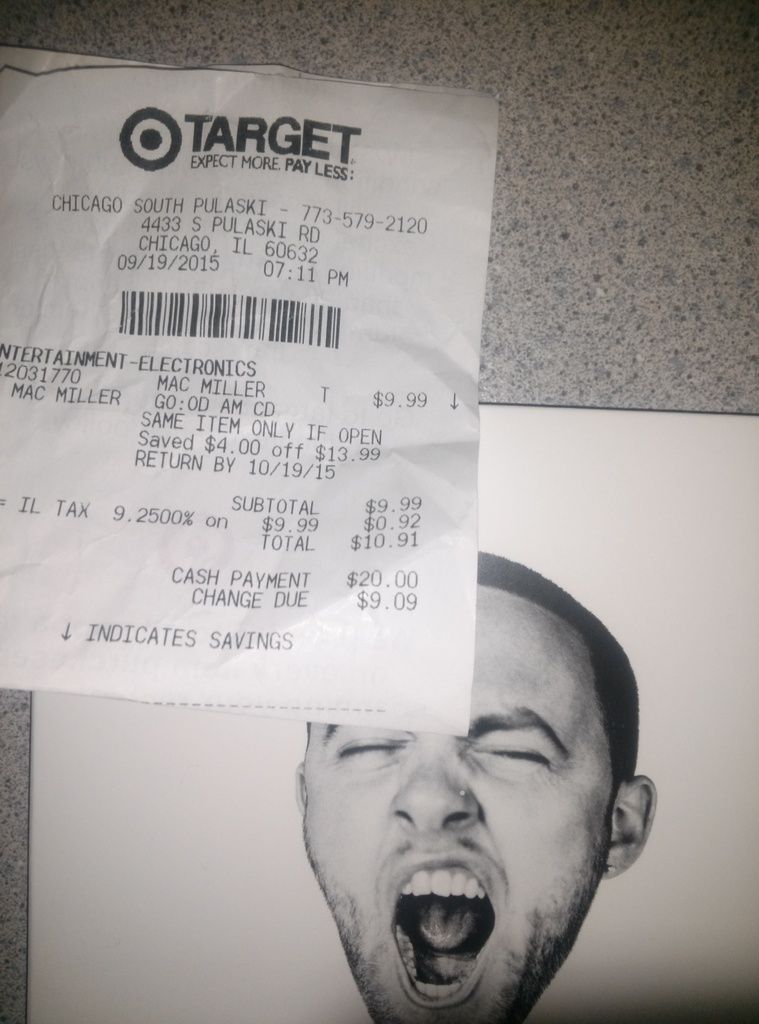 TARGET
EXPECT MORE. PAY LESS.
CHICAGO SOUTH PULASKI - 773-579-2120
4433 S PULASKI RD
CHICAGO, IL 60632
09/19/2015 07:11 PM
NTERTAINMENT-ELECTRONICS
12031770 MAC MILLER T $9.99 ↓
MAC MILLER GO:OD AM CD
SAME ITEM ONLY IF OPEN
Saved $4.00 off $13.99
RETURN BY 10/19/15
SUBTOTAL $9.99
= IL TAX 9.2500% on $9.99 $0.92
TOTAL $10.91
CASH PAYMENT $20.00
CHANGE DUE $9.09
↓ INDICATES SAVINGS